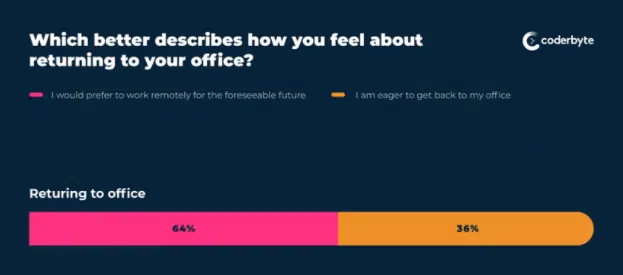 Which better describes how you feel about
returning to your office?
coderbyte
I would prefer to work remotely for the foreseeable future
I am eager to get back to my office
Returing to office
64%
36%